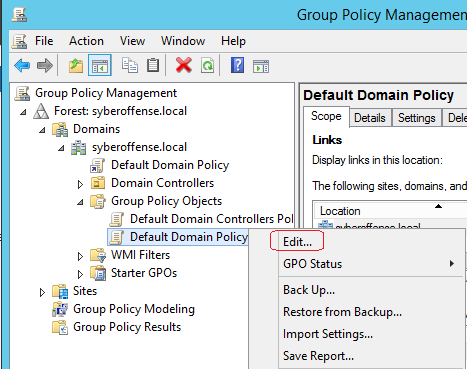 Group Policy Management
File Action View Window Help
Group Policy Management
Forest: syberoffense.local
Domains
syberoffense.local
Default Domain Policy
Domain Controllers
Group Policy Objects
Default Domain Controllers Pol
Default Domain Policy
WMI Filters
Starter GPOs
Sites
Group Policy Modeling
Group Policy Results
Default Domain Policy
Scope Details Settings Dele
Links
Display links in this location:
The following sites, domains, and
Location
syberoffense.local
Edit...
GPO Status
Back Up...
Restore from Backup...
Import Settings...
Save Report...